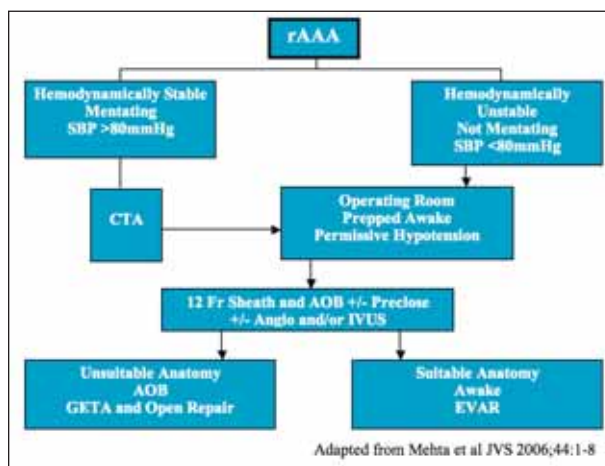 rAAA
Hemodynamically Stable
Mentating
SBP >80mmHg
Hemodynamically
Unstable
Not Mentating
SBP <80mmHg
CTA
Operating Room
Prepped Awake
Permissive Hypotension
12 Fr Sheath and AOB +/- Preclose
+/- Angio and/or IVUS
Unsuitable Anatomy
AOB
GETA and Open Repair
Suitable Anatomy
Awake
EVAR
Adapted from Mehta et al JVS 2006;44:1-8